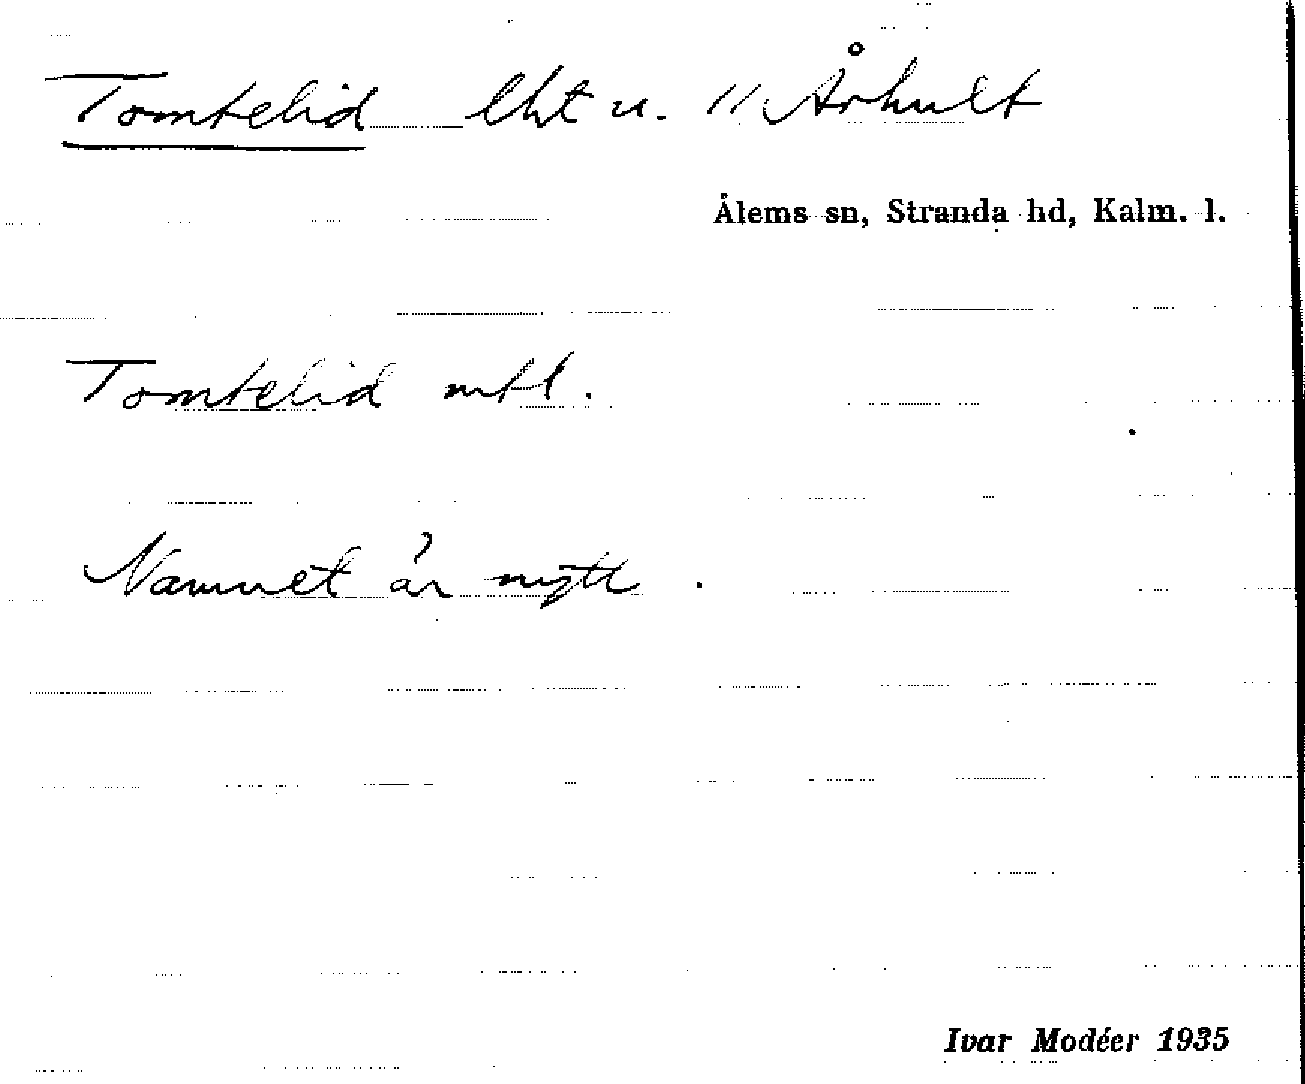 Tomtelid lht u. 11 Århult
Ålems sn, Stranda hd, Kalm. l.
Tomtelid mtl.
Namnet är nytt.
Ivar Modéer 1935